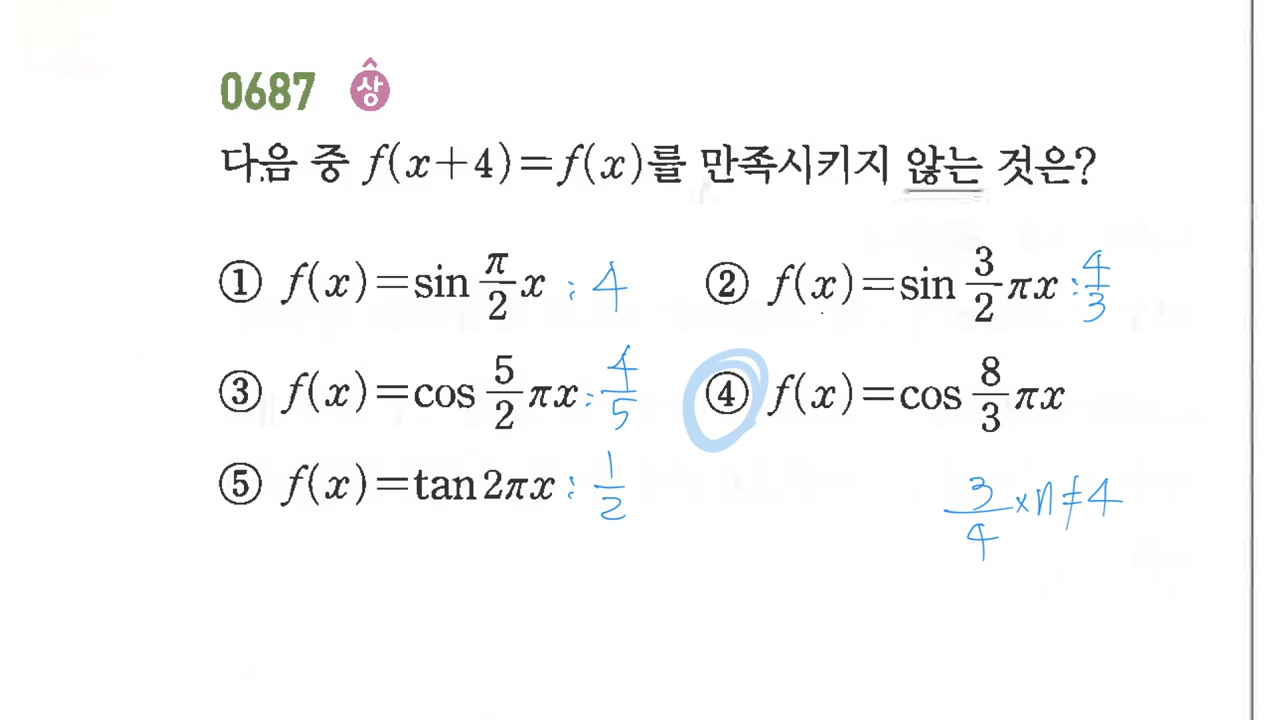 0687 상
다음 중 f(x+4)=f(x)를 만족시키지 않는 것은?
① f(x)=sin π/2 x : 4 ② f(x)=sin 3/2 πx : 4/3
③ f(x)=cos 5/2 πx : 4/5 ④ f(x)=cos 8/3 πx
⑤ f(x)=tan 2πx : 1/2
3/4 × n ≠ 4